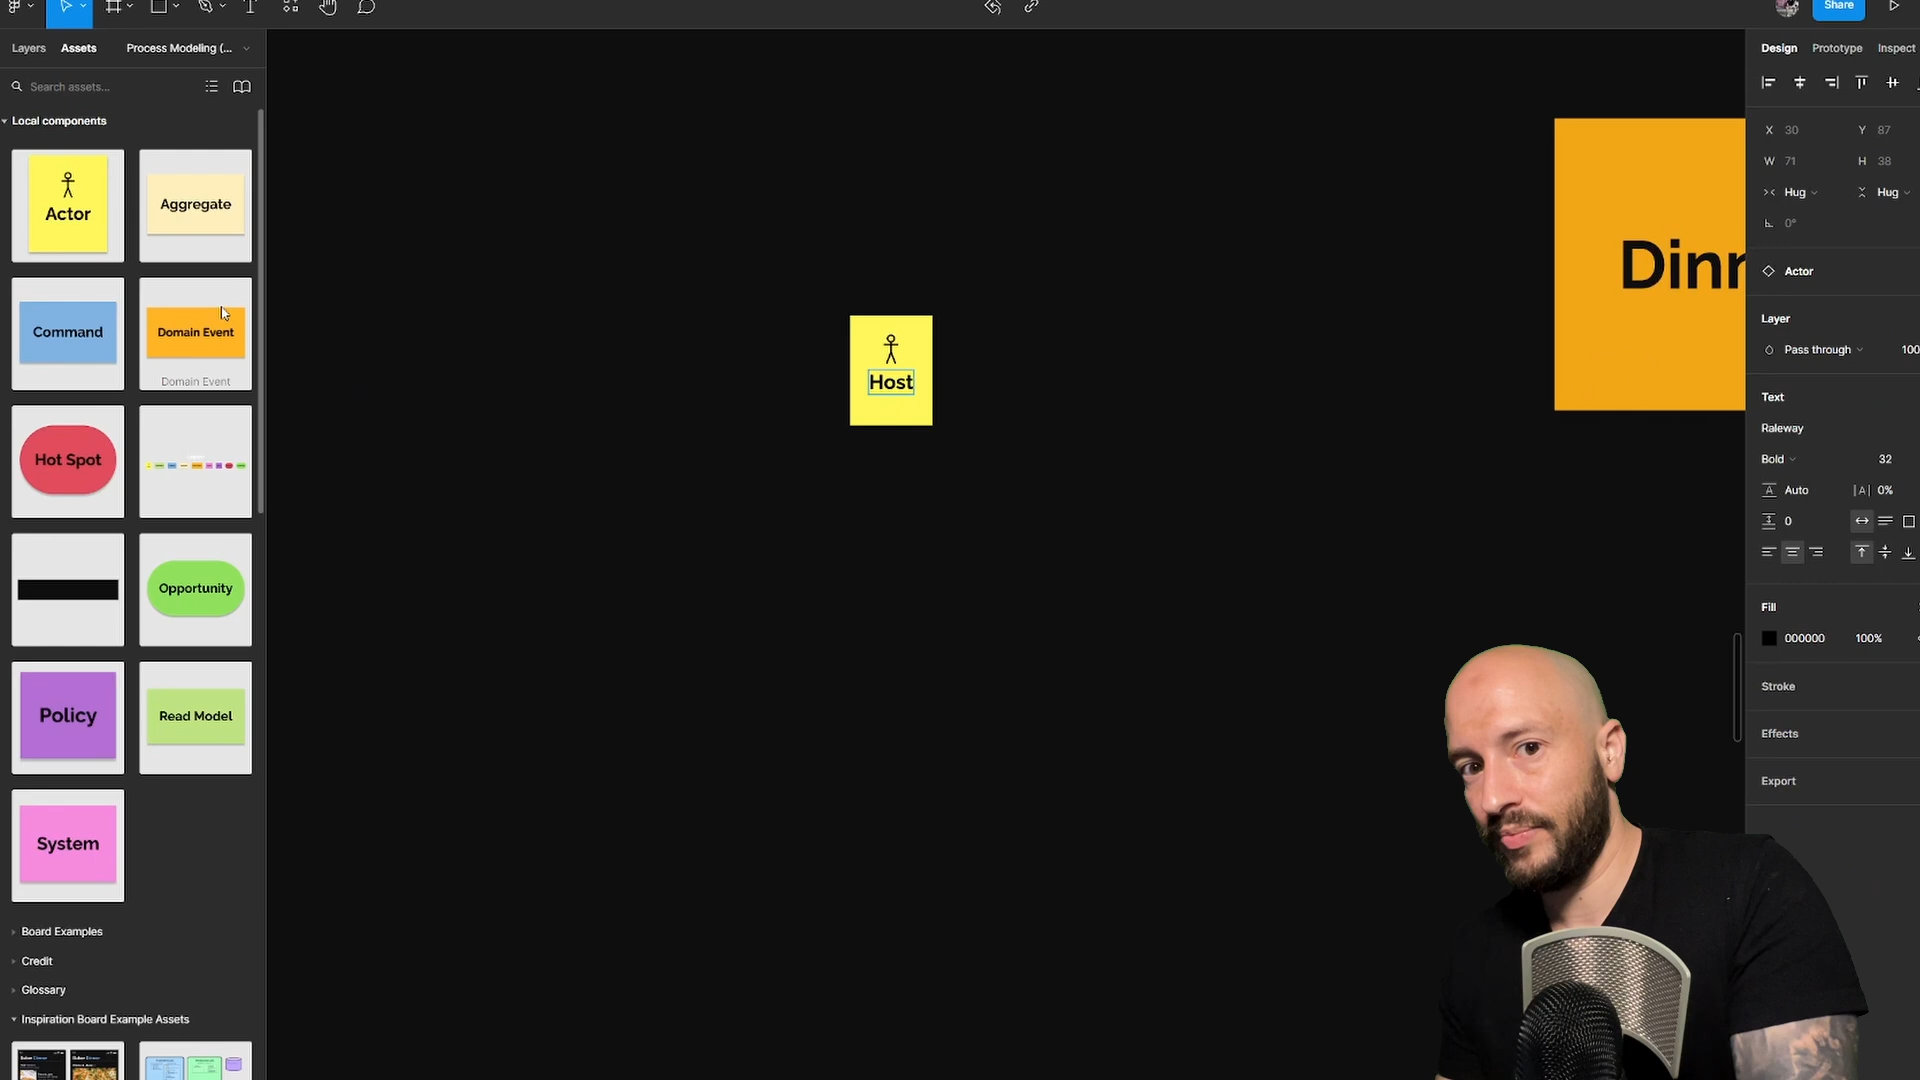 Share
Layers
Assets
Process Modeling (...
Design
Prototype
Inspect
Search assets...
Local components
Actor
Aggregate
Command
Domain Event
Domain Event
Hot Spot
Opportunity
Policy
Read Model
System
Board Examples
Credit
Glossary
Inspiration Board Example Assets
Host
Dinn
X 30
Y 87
W 71
H 38
Hug
Hug
0°
Actor
Layer
Pass through
100
Text
Raleway
Bold
32
Auto
|A| 0%
0
Fill
000000
100%
Stroke
Effects
Export